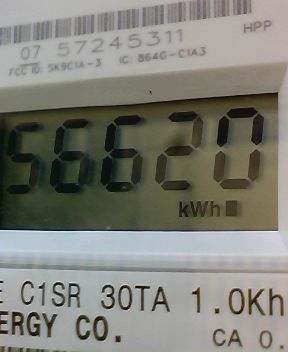 07 57245311 HPP
FCC ID: SK9C1A-3 IC: 864G-C1A3
56620
kWh
E C1SR 30TA 1.0Kh
ERGY CO. CA 0.